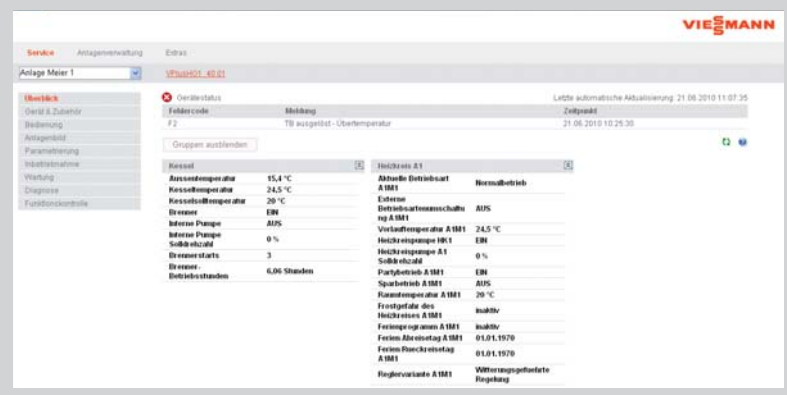 VIESSMANN
Service Anlagenverwaltung Extras
Anlage Meier 1 VPlusHO1_40.01
Überblick
Gerät & Zubehör
Bedienung
Anlagenbild
Parametrierung
Inbetriebnahme
Wartung
Diagnose
Funktionskontrolle
Gerätestatus Letzte automatische Aktualisierung: 21.06.2010 11:07:35
Fehlercode Meldung Zeitpunkt
F2 TB ausgelöst - Übertemperatur 21.06.2010 10:25:30
Gruppen ausblenden
Kessel
Aussentemperatur 15,4 °C
Kesseltemperatur 24,5 °C
Kesselsolltemperatur 20 °C
Brenner EIN
Interne Pumpe AUS
Interne Pumpe
Solldrehzahl 0 %
Brennerstarts 3
Brenner-
Betriebsstunden 6,06 Stunden
Heizkreis A1
Aktuelle Betriebsart
A1M1 Normalbetrieb
Externe
Betriebsartenumschaltu
ng A1M1 AUS
Vorlauftemperatur A1M1 24,5 °C
Heizkreispumpe HK1 EIN
Heizkreispumpe A1
Solldrehzahl 0 %
Partybetrieb A1M1 EIN
Sparbetrieb A1M1 AUS
Raumtemperatur A1M1 20 °C
Frostgefahr des
Heizkreises A1M1 inaktiv
Ferienprogramm A1M1 inaktiv
Ferien Abreisetag A1M1 01.01.1970
Ferien Rueckreisetag
A1M1 01.01.1970
Reglervariante A1M1 Witterungsgefuehrte
Regelung